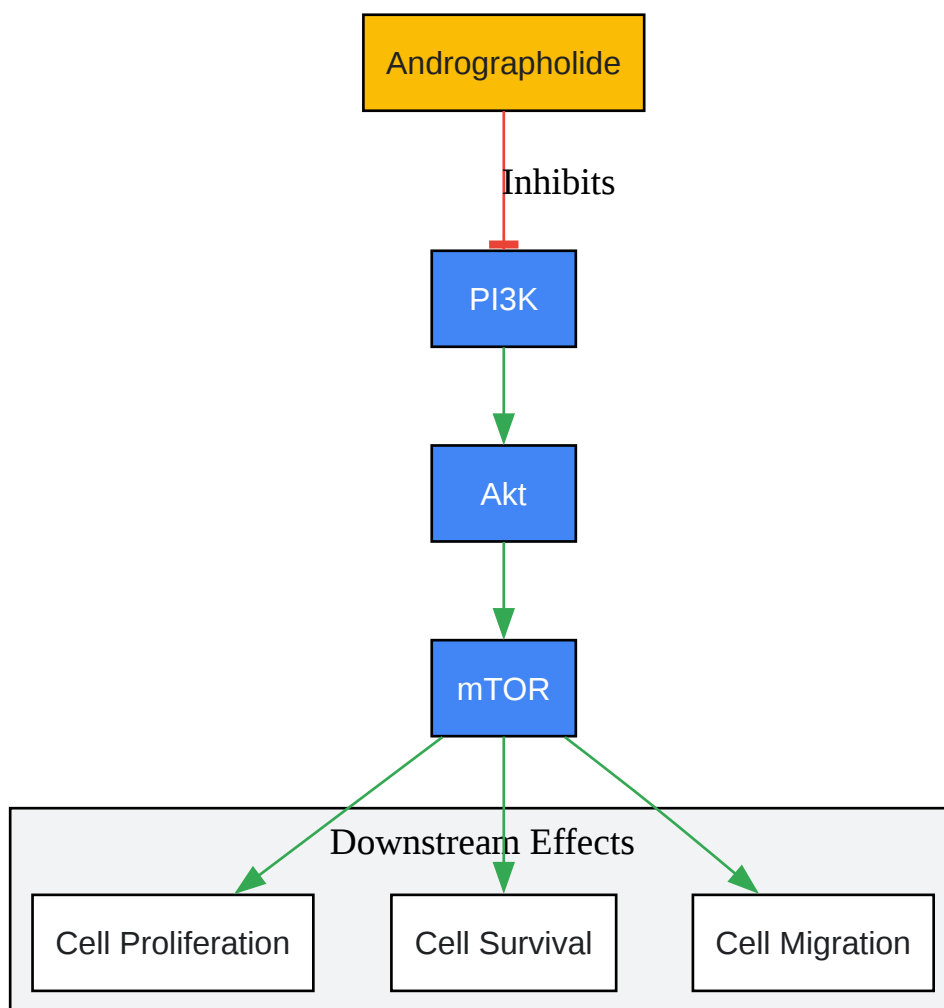 Andrographolide
Inhibits
PI3K
Akt
mTOR
Downstream Effects
Cell Proliferation
Cell Survival
Cell Migration